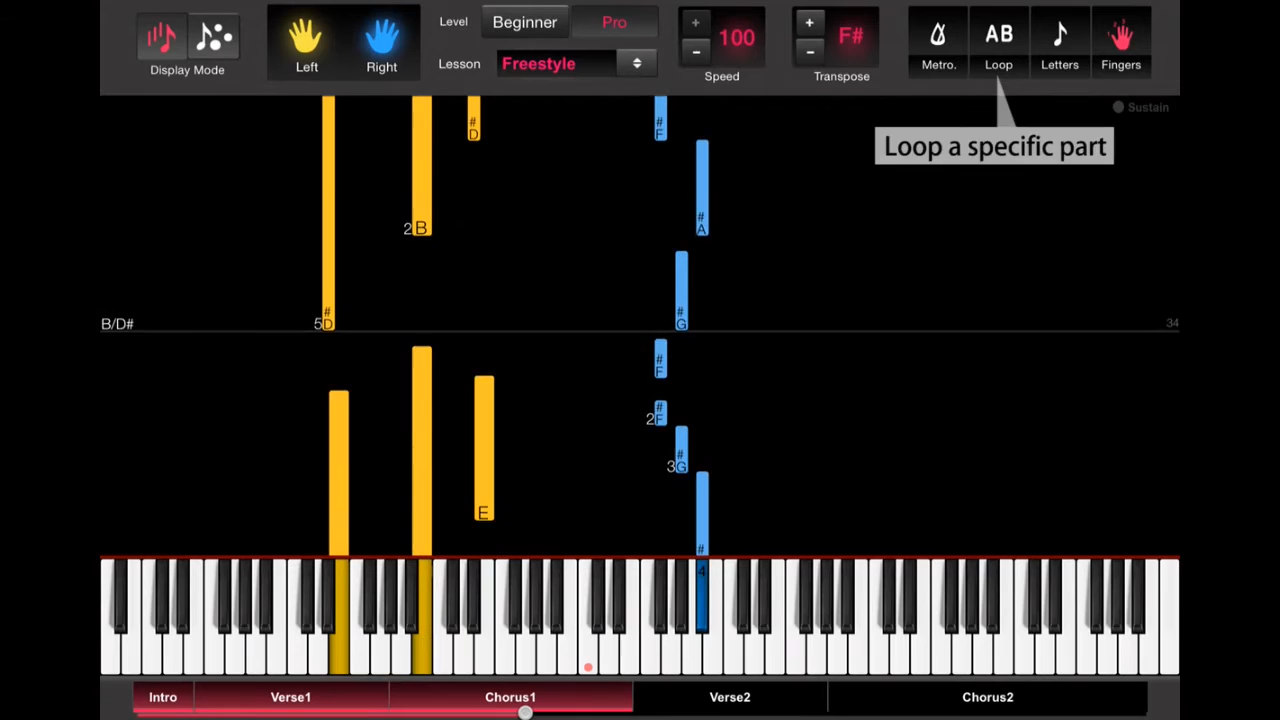 Level Beginner Pro
Lesson Freestyle
Left Right
Display Mode
+ - 100
Speed
+ - F#
Transpose
Metro.
AB
Loop
Letters
Fingers
Sustain
Loop a specific part
# D
# F
2 B
# A
5 # D
# G
B/D#
34
# F
2 # F
3 # G
E
#
4
Intro Verse1 Chorus1 Verse2 Chorus2